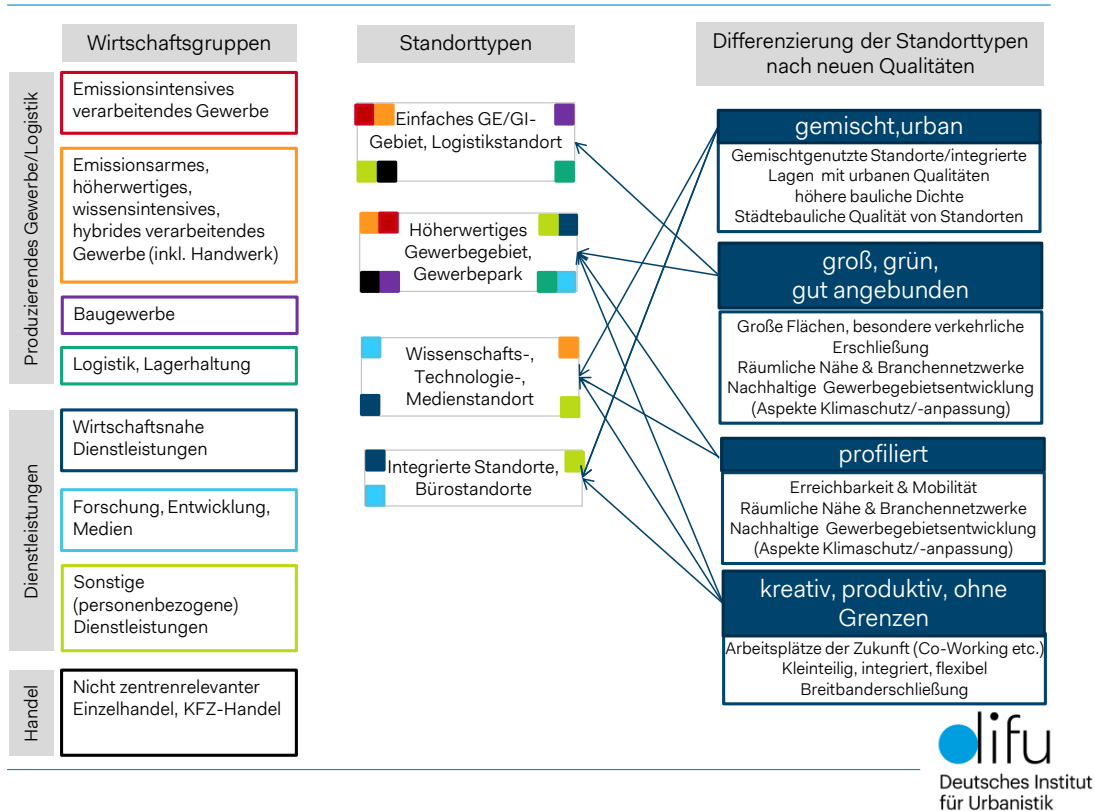 Wirtschaftsgruppen
Produzierendes Gewerbe/Logistik
Emissionsintensives
verarbeitendes Gewerbe
Emissionsarmes,
höherwertiges,
wissensintensives,
hybrides verarbeitendes
Gewerbe (inkl. Handwerk)
Baugewerbe
Logistik, Lagerhaltung
Dienstleistungen
Wirtschaftsnahe
Dienstleistungen
Forschung, Entwicklung,
Medien
Sonstige
(personenbezogene)
Dienstleistungen
Handel
Nicht zentrenrelevanter
Einzelhandel, KFZ-Handel
Standorttypen
Einfaches GE/GI-
Gebiet, Logistikstandort
Höherwertiges
Gewerbegebiet,
Gewerbepark
Wissenschafts-,
Technologie-,
Medienstandort
Integrierte Standorte,
Bürostandorte
Differenzierung der Standorttypen
nach neuen Qualitäten
gemischt,urban
Gemischtgenutzte Standorte/integrierte
Lagen mit urbanen Qualitäten
höhere bauliche Dichte
Städtebauliche Qualität von Standorten
groß, grün,
gut angebunden
Große Flächen, besondere verkehrliche
Erschließung
Räumliche Nähe & Branchennetzwerke
Nachhaltige Gewerbegebietsentwicklung
(Aspekte Klimaschutz/-anpassung)
profiliert
Erreichbarkeit & Mobilität
Räumliche Nähe & Branchennetzwerke
Nachhaltige Gewerbegebietsentwicklung
(Aspekte Klimaschutz/-anpassung)
kreativ, produktiv, ohne
Grenzen
Arbeitsplätze der Zukunft (Co-Working etc.)
Kleinteilig, integriert, flexibel
Breitbanderschließung
difu
Deutsches Institut
für Urbanistik